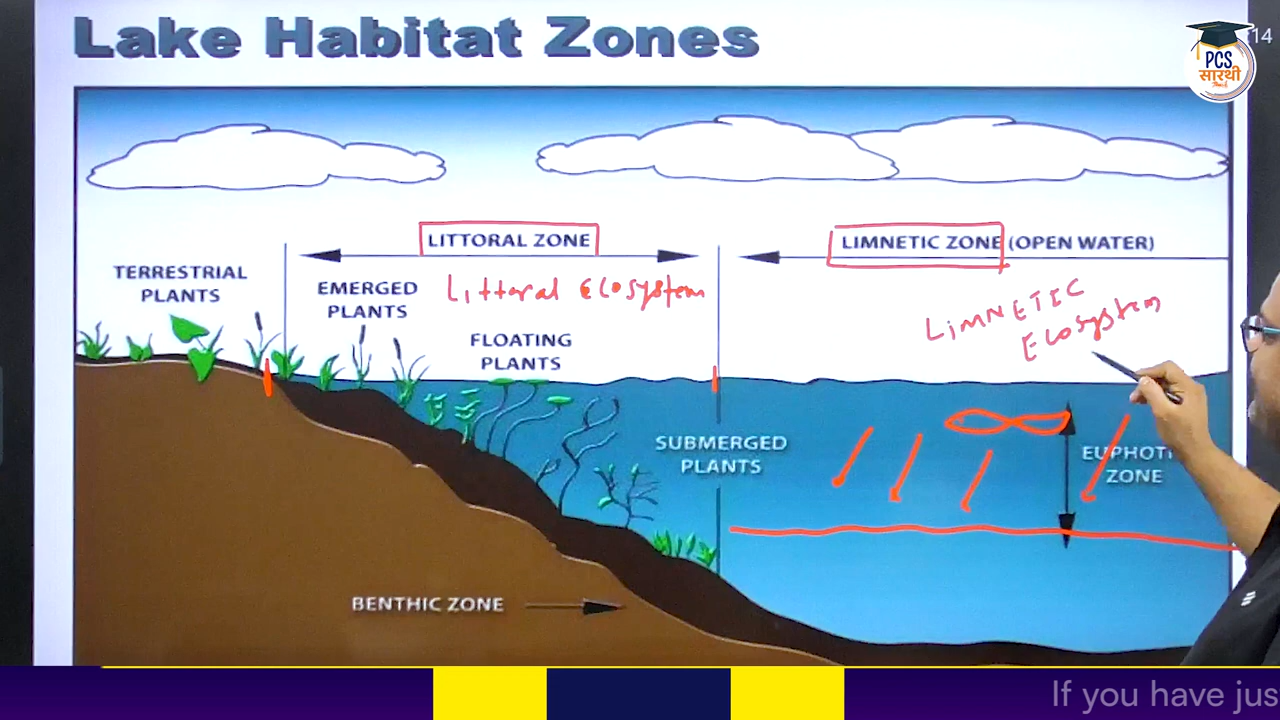 Lake Habitat Zones
14
PCS
सारथी
LITTORAL ZONE
LIMNETIC ZONE (OPEN WATER)
TERRESTRIAL
PLANTS
EMERGED
PLANTS
Littoral Ecosystem
LiMNETIC
Ecosystem
FLOATING
PLANTS
SUBMERGED
PLANTS
EUPHOTI
ZONE
BENTHIC ZONE
If you have jus